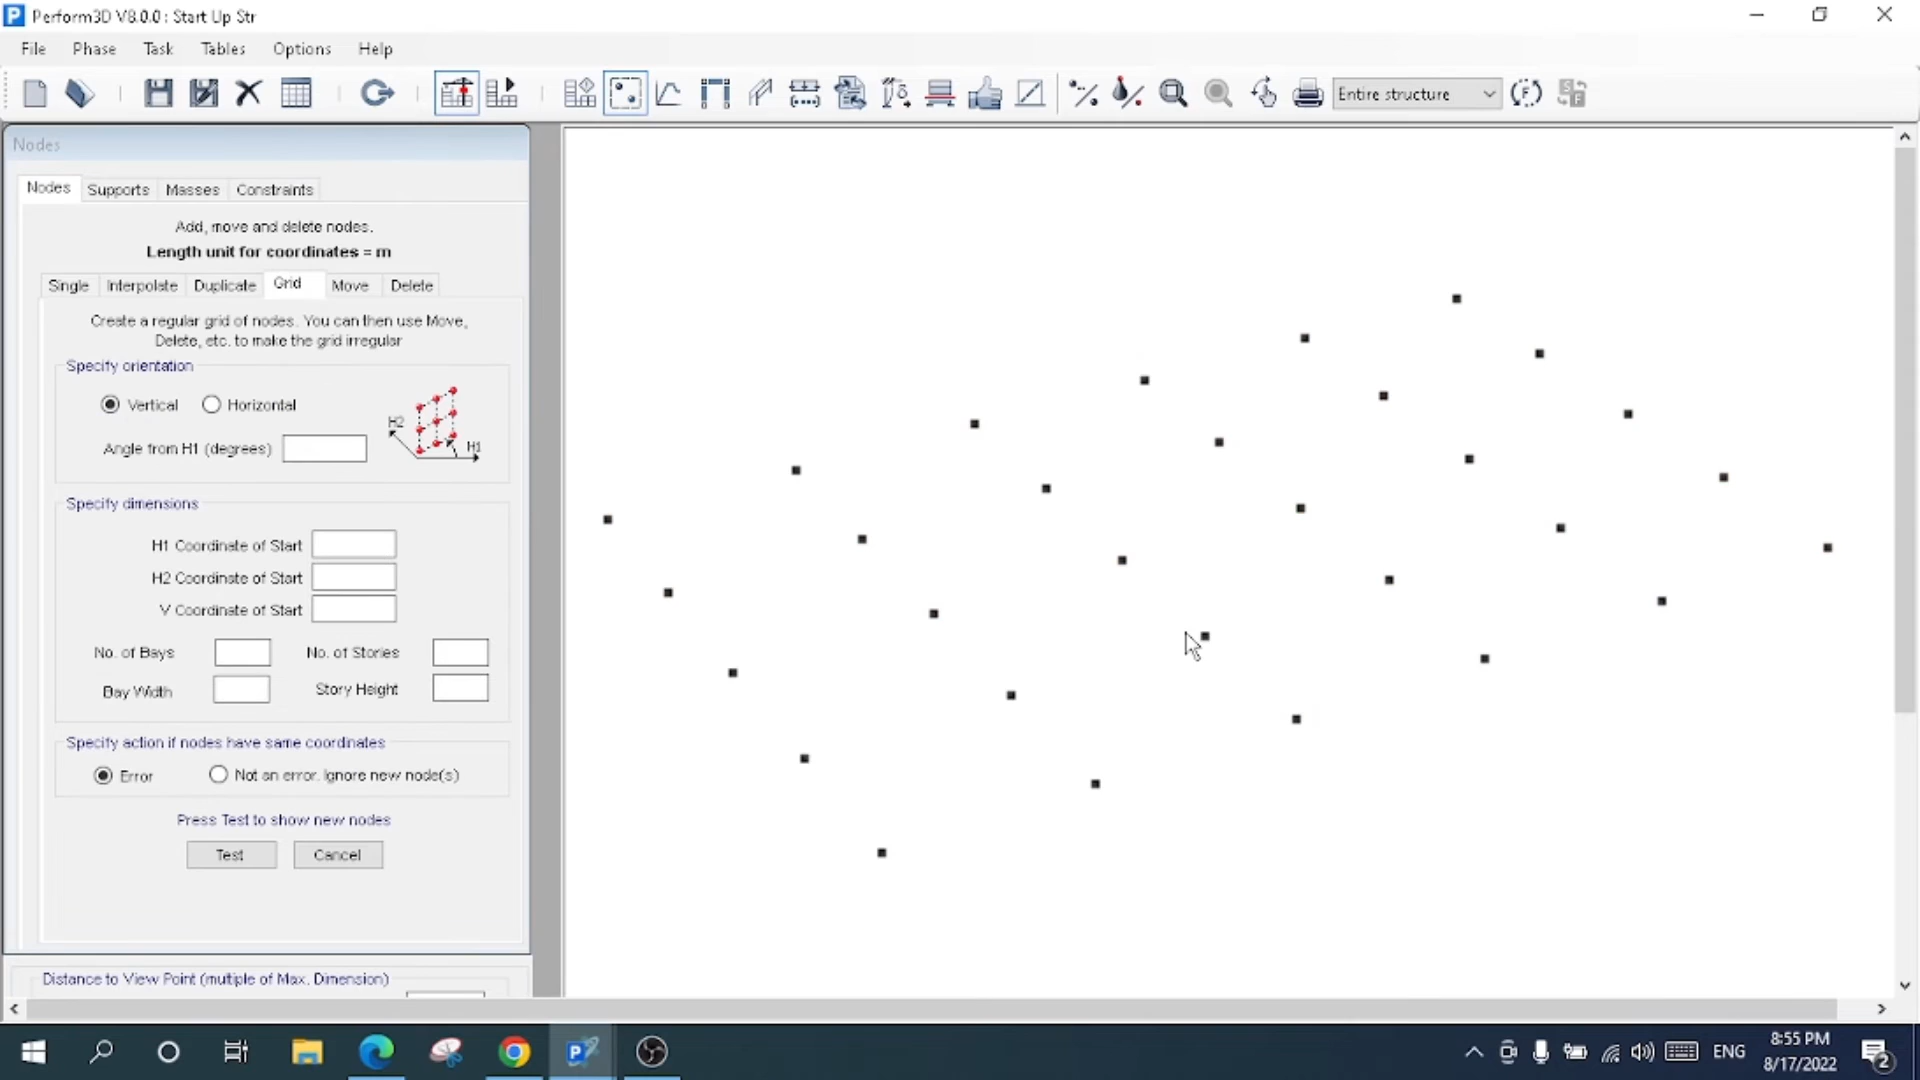 Perform3D V8.0.0 : Start Up Str
File Phase Task Tables Options Help
Entire structure
Nodes
Nodes Supports Masses Constraints
Add, move and delete nodes.
Length unit for coordinates = m
Single Interpolate Duplicate Grid Move Delete
Create a regular grid of nodes. You can then use Move,
Delete, etc. to make the grid irregular
Specify orientation
Vertical Horizontal
H2
H1
Angle from H1 (degrees)
Specify dimensions
H1 Coordinate of Start
H2 Coordinate of Start
V Coordinate of Start
No. of Bays No. of Stories
Bay Width Story Height
Specify action if nodes have same coordinates
Error Not an error. Ignore new node(s)
Press Test to show new nodes
Test Cancel
Distance to View Point (multiple of Max. Dimension)
ENG
8:55 PM
8/17/2022
2